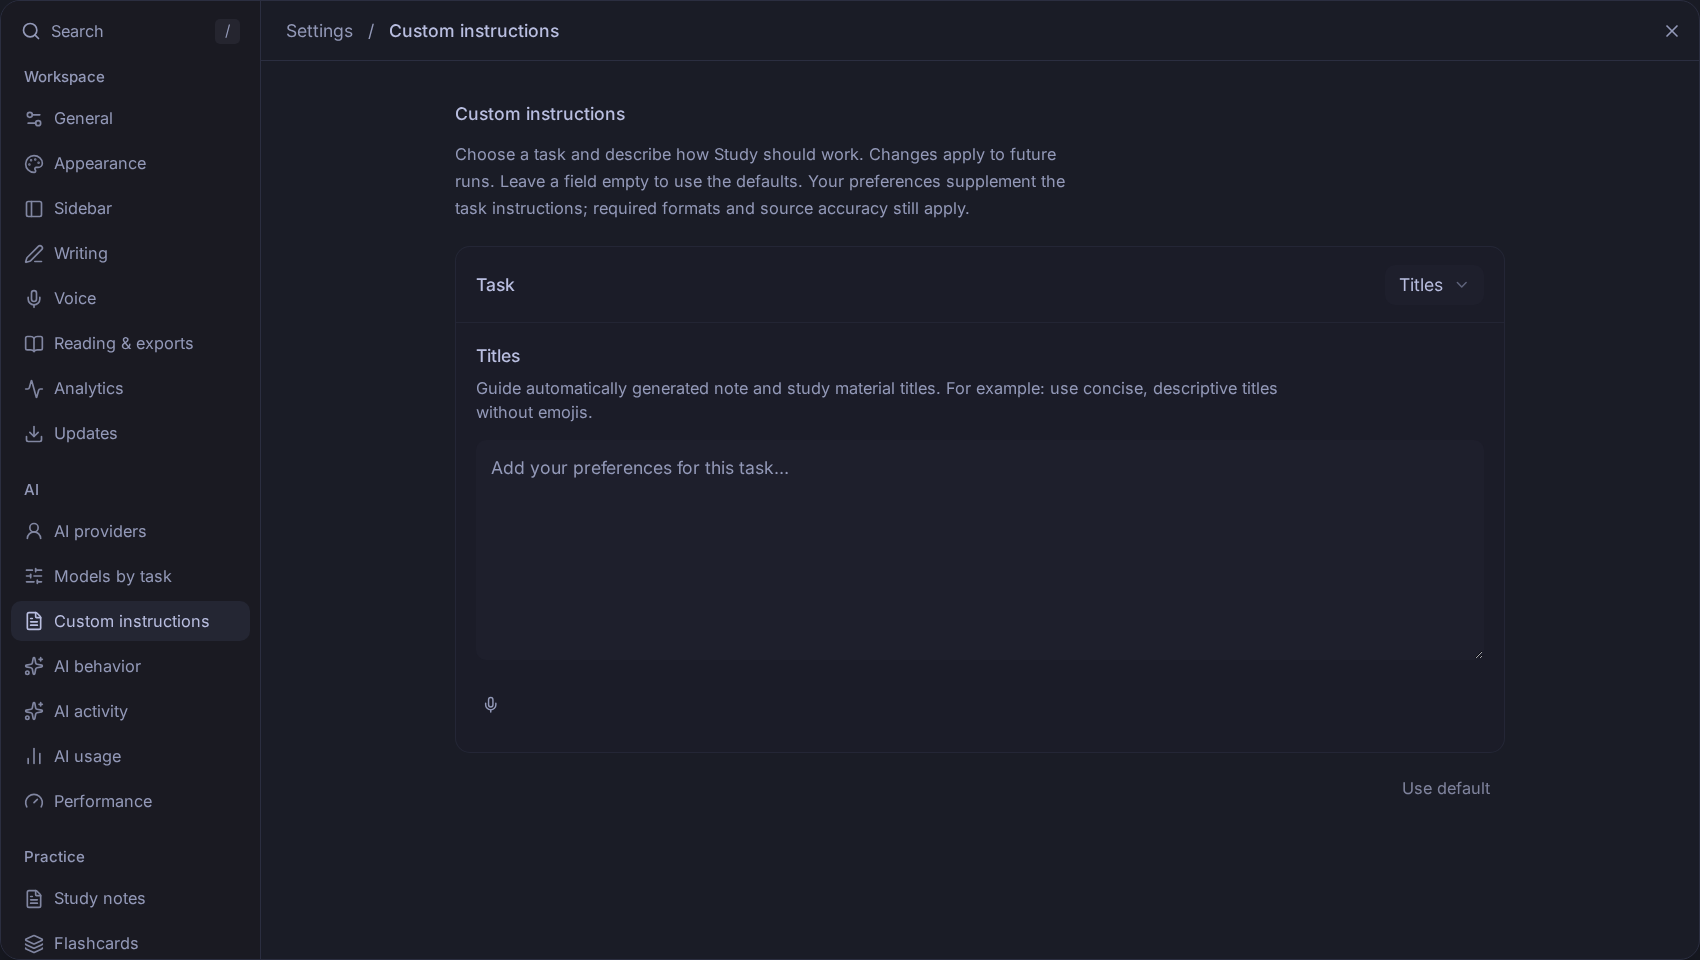 Search /
Workspace
General
Appearance
Sidebar
Writing
Voice
Reading & exports
Analytics
Updates
AI
AI providers
Models by task
Custom instructions
AI behavior
AI activity
AI usage
Performance
Practice
Study notes
Flashcards
Settings / Custom instructions
Custom instructions
Choose a task and describe how Study should work. Changes apply to future
runs. Leave a field empty to use the defaults. Your preferences supplement the
task instructions; required formats and source accuracy still apply.
Task
Titles
Titles
Guide automatically generated note and study material titles. For example: use concise, descriptive titles
without emojis.
Add your preferences for this task...
Use default